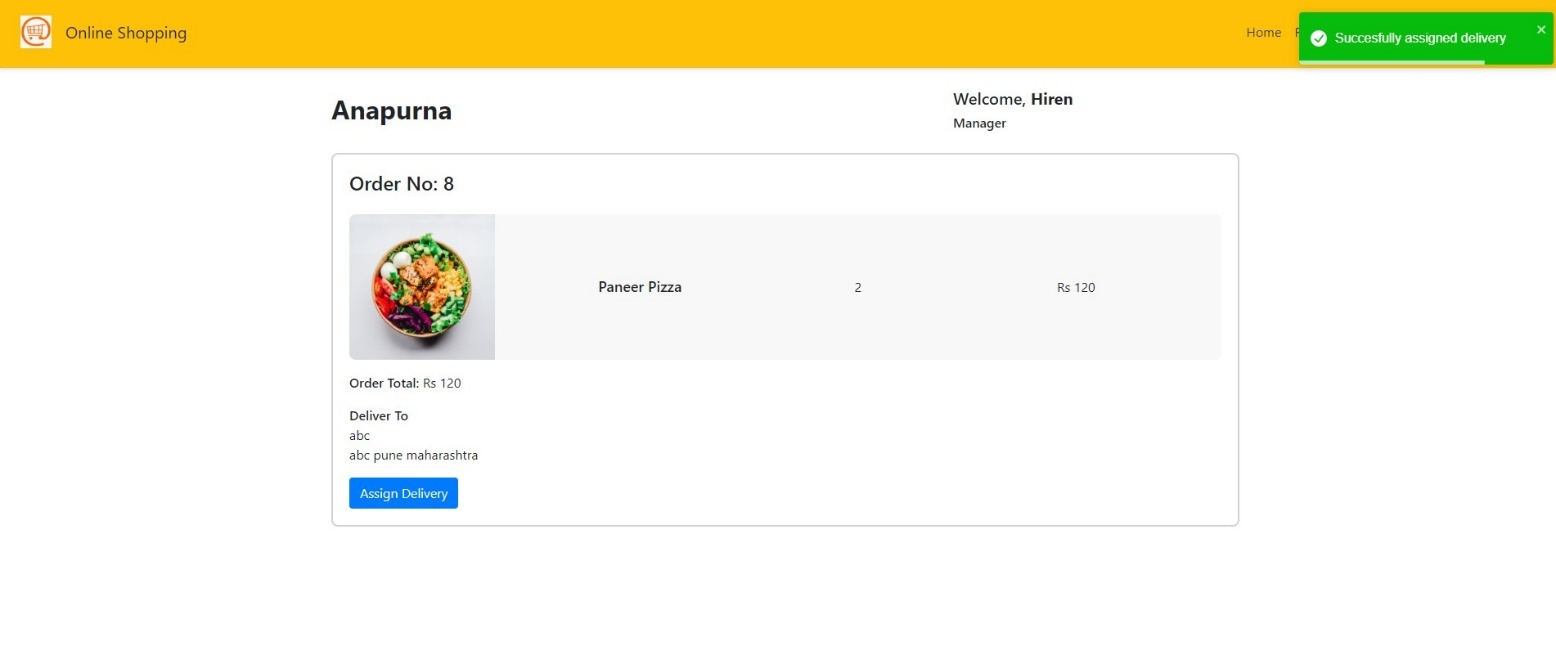 Online Shopping
Home
Succesfully assigned delivery
Anapurna
Welcome, Hiren
Manager
Order No: 8
Paneer Pizza 2 Rs 120
Order Total: Rs 120
Deliver To
abc
abc pune maharashtra
Assign Delivery